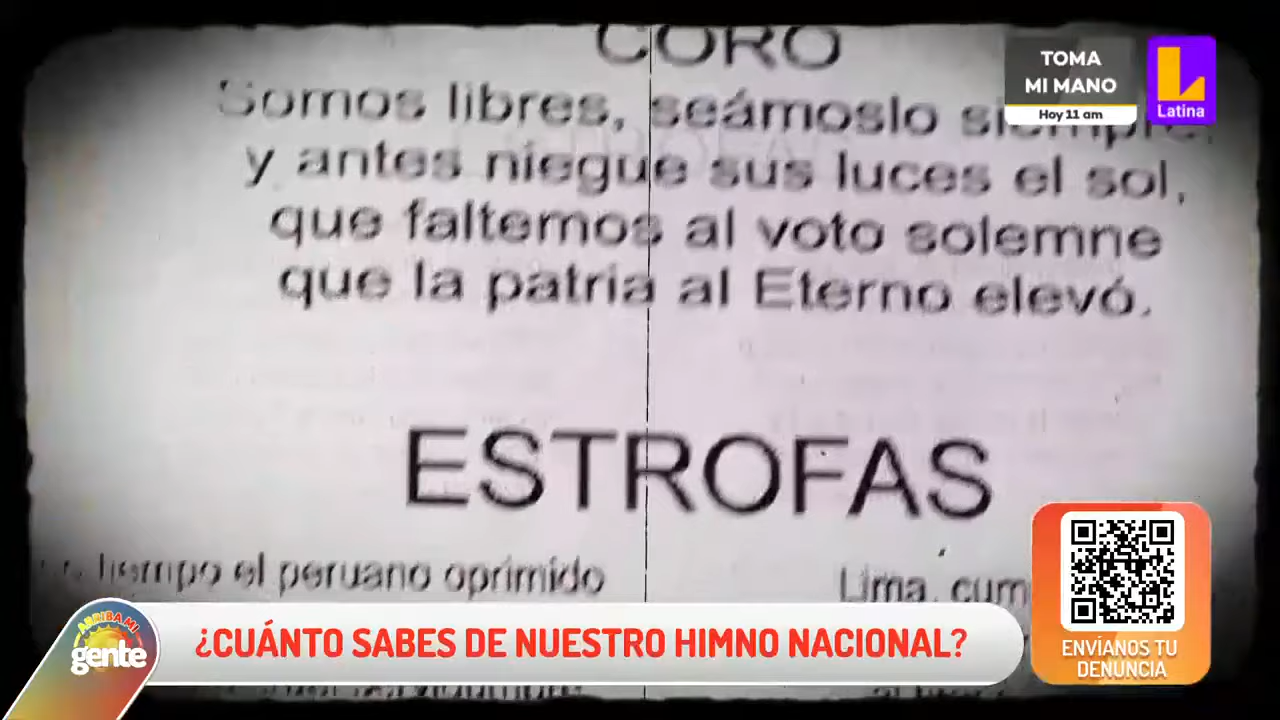 CORO
Somos libres, seámoslo siempre,
y antes niegue sus luces el sol,
que faltemos al voto solemne
que la patria al Eterno elevó.
ESTROFAS
tiempo el peruano oprimido
Lima, cum
TOMA
MI MANO
Hoy 11 am
Latina
ARRIBA MI
gente
¿CUÁNTO SABES DE NUESTRO HIMNO NACIONAL?
ENVÍANOS TU
DENUNCIA